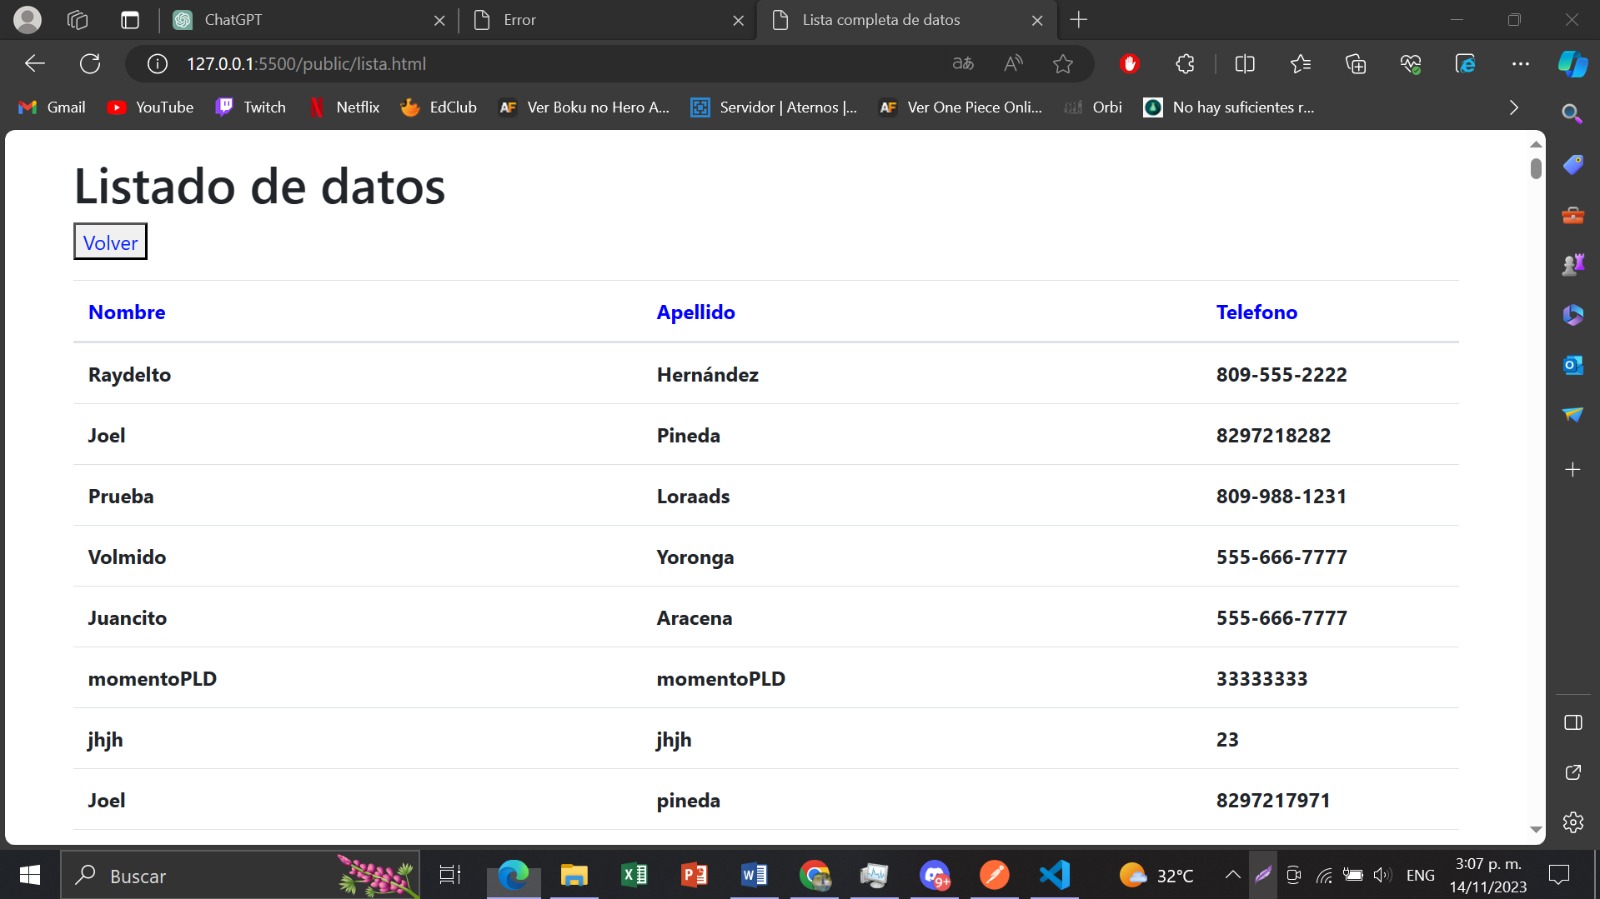 ChatGPT
Error
Lista completa de datos
127.0.0.1:5500/public/lista.html
Gmail
YouTube
Twitch
Netflix
EdClub
Ver Boku no Hero A...
Servidor | Aternos |...
Ver One Piece Onli...
Orbi
No hay suficientes r...
Listado de datos
Volver
Nombre Apellido Telefono
Raydelto Hernández 809-555-2222
Joel Pineda 8297218282
Prueba Loraads 809-988-1231
Volmido Yoronga 555-666-7777
Juancito Aracena 555-666-7777
momentoPLD momentoPLD 33333333
jhjh jhjh 23
Joel pineda 8297217971
Buscar
9+
32°C
ENG
3:07 p. m.
14/11/2023